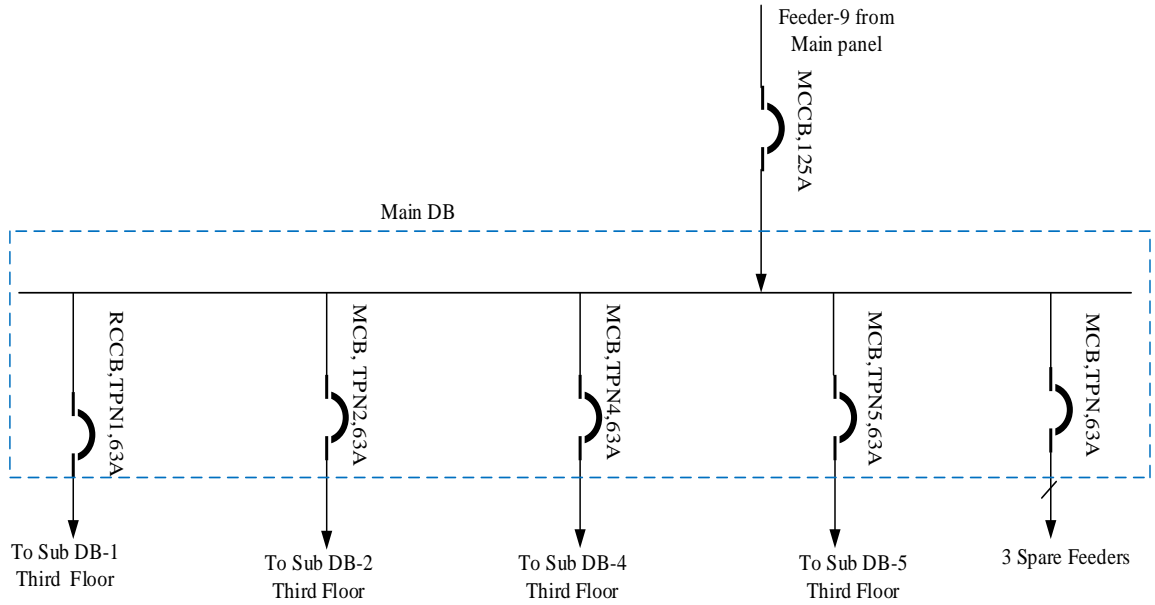 Feeder-9 from
Main panel
MCCB,125A
Main DB
RCCB,TPN1,63A
MCB, TPN2,63A
MCB,TPN4,63A
MCB,TPN5,63A
MCB,TPN,63A
To Sub DB-1
Third Floor
To Sub DB-2
Third Floor
To Sub DB-4
Third Floor
To Sub DB-5
Third Floor
3 Spare Feeders